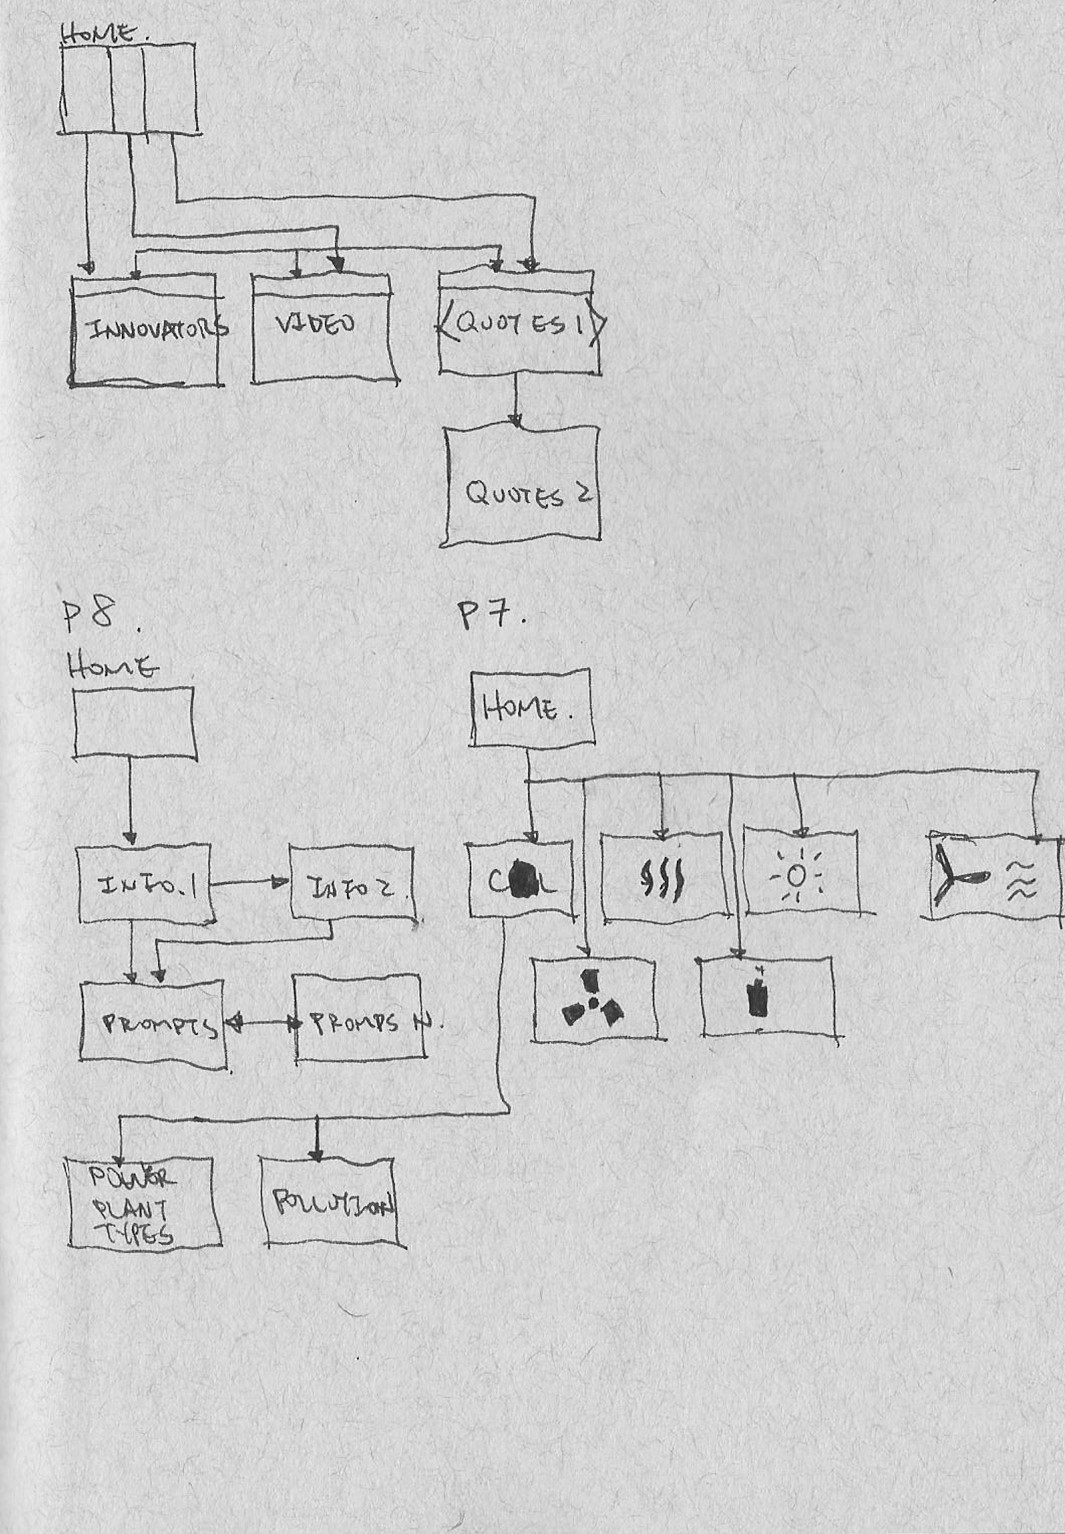 HOME.
INNOVATORS
VIDEO
<QUOTES 1>
QUOTES 2
P8.
HOME
P7.
HOME.
INFO.1
INFO 2.
PROMPTS
PROMPS N.
POWER
PLANT
TYPES
POLLUTION